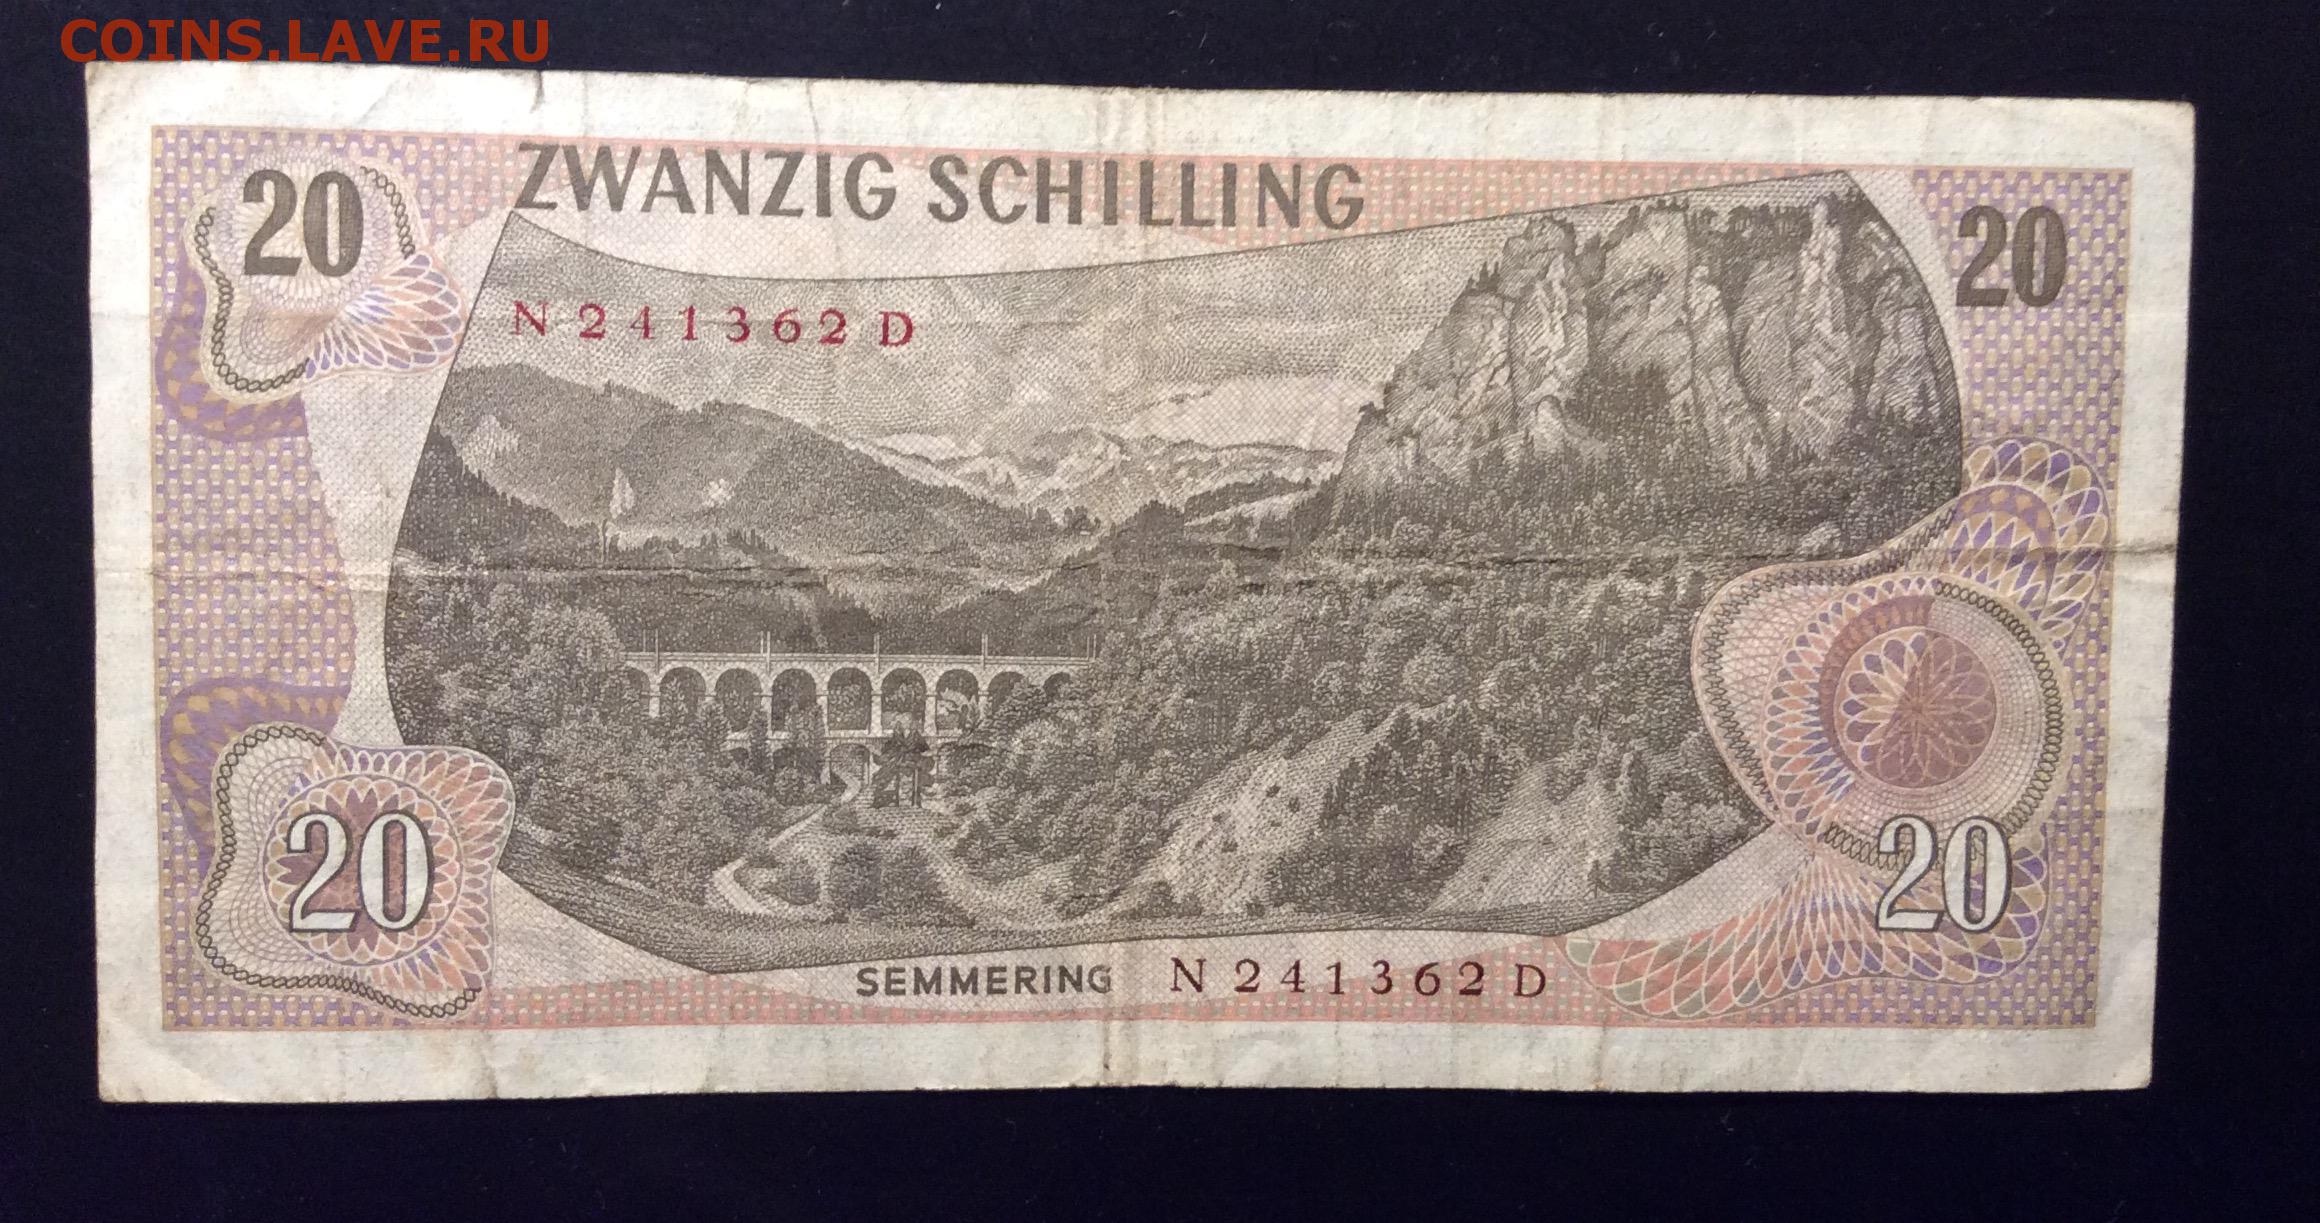 COINS.LAVE.RU
ZWANZIG SCHILLING
20
20
N 241362 D
20
20
SEMMERING N 241362 D